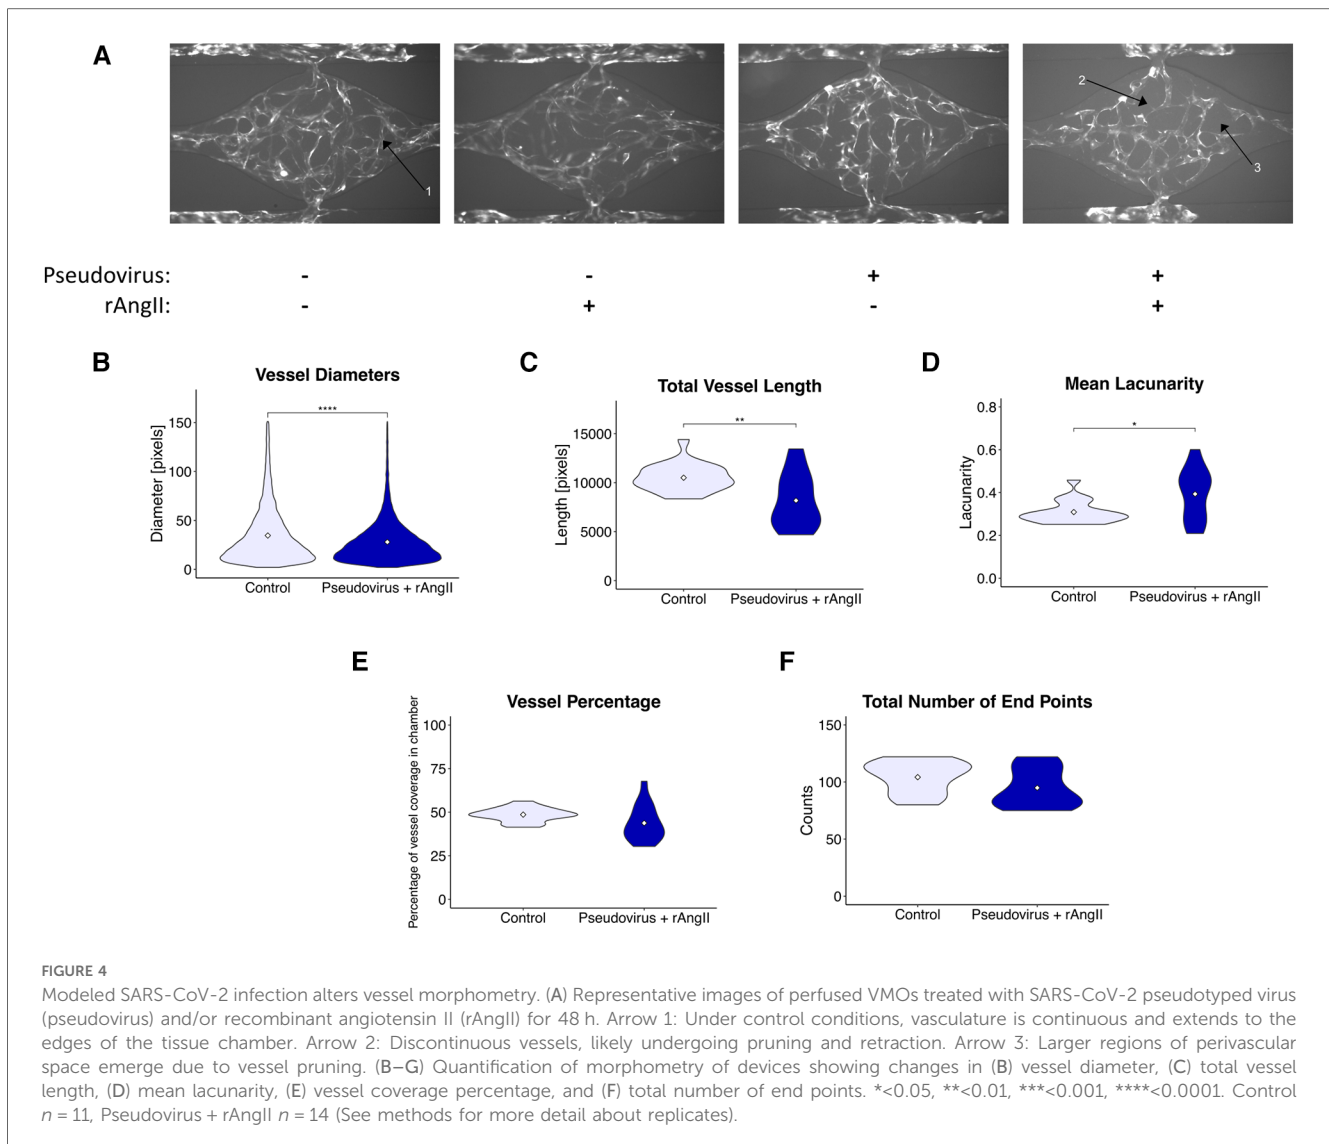 A
1
2
3
Pseudovirus: - - + +
rAngII: - + - +
B
Vessel Diameters
Diameter [pixels]
150
100
50
0
****
Control Pseudovirus + rAngII
C
Total Vessel Length
Length [pixels]
15000
10000
5000
0
**
Control Pseudovirus + rAngII
D
Mean Lacunarity
Lacunarity
0.8
0.6
0.4
0.2
0.0
*
Control Pseudovirus + rAngII
E
Vessel Percentage
Percentage of vessel coverage in chamber
100
75
50
25
0
Control Pseudovirus + rAngII
F
Total Number of End Points
Counts
150
100
50
0
Control Pseudovirus + rAngII
FIGURE 4
Modeled SARS-CoV-2 infection alters vessel morphometry. (A) Representative images of perfused VMOs treated with SARS-CoV-2 pseudotyped virus
(pseudovirus) and/or recombinant angiotensin II (rAngII) for 48 h. Arrow 1: Under control conditions, vasculature is continuous and extends to the
edges of the tissue chamber. Arrow 2: Discontinuous vessels, likely undergoing pruning and retraction. Arrow 3: Larger regions of perivascular
space emerge due to vessel pruning. (B–G) Quantification of morphometry of devices showing changes in (B) vessel diameter, (C) total vessel
length, (D) mean lacunarity, (E) vessel coverage percentage, and (F) total number of end points. *<0.05, **<0.01, ***<0.001, ****<0.0001. Control
n = 11, Pseudovirus + rAngII n = 14 (See methods for more detail about replicates).